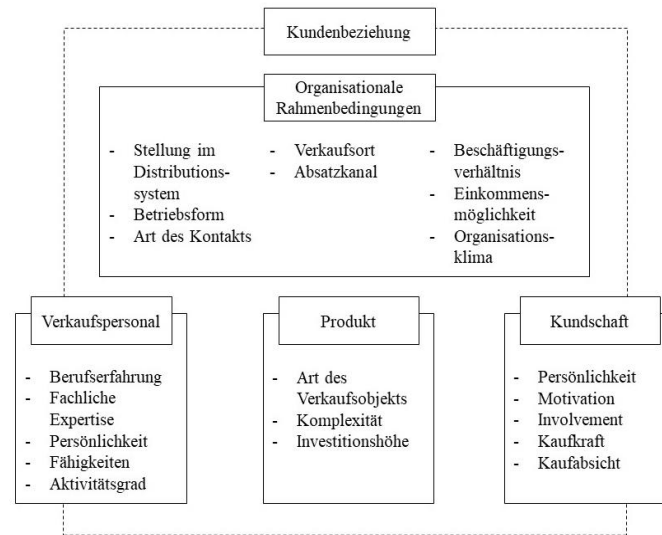 Kundenbeziehung
Organisationale
Rahmenbedingungen
- Stellung im
Distributions-
system
- Betriebsform
- Art des Kontakts
- Verkaufsort
- Absatzkanal
- Beschäftigungs-
verhältnis
- Einkommens-
möglichkeit
- Organisations-
klima
Verkaufspersonal
- Berufserfahrung
- Fachliche
Expertise
- Persönlichkeit
- Fähigkeiten
- Aktivitätsgrad
Produkt
- Art des
Verkaufsobjekts
- Komplexität
- Investitionshöhe
Kundschaft
- Persönlichkeit
- Motivation
- Involvement
- Kaufkraft
- Kaufabsicht